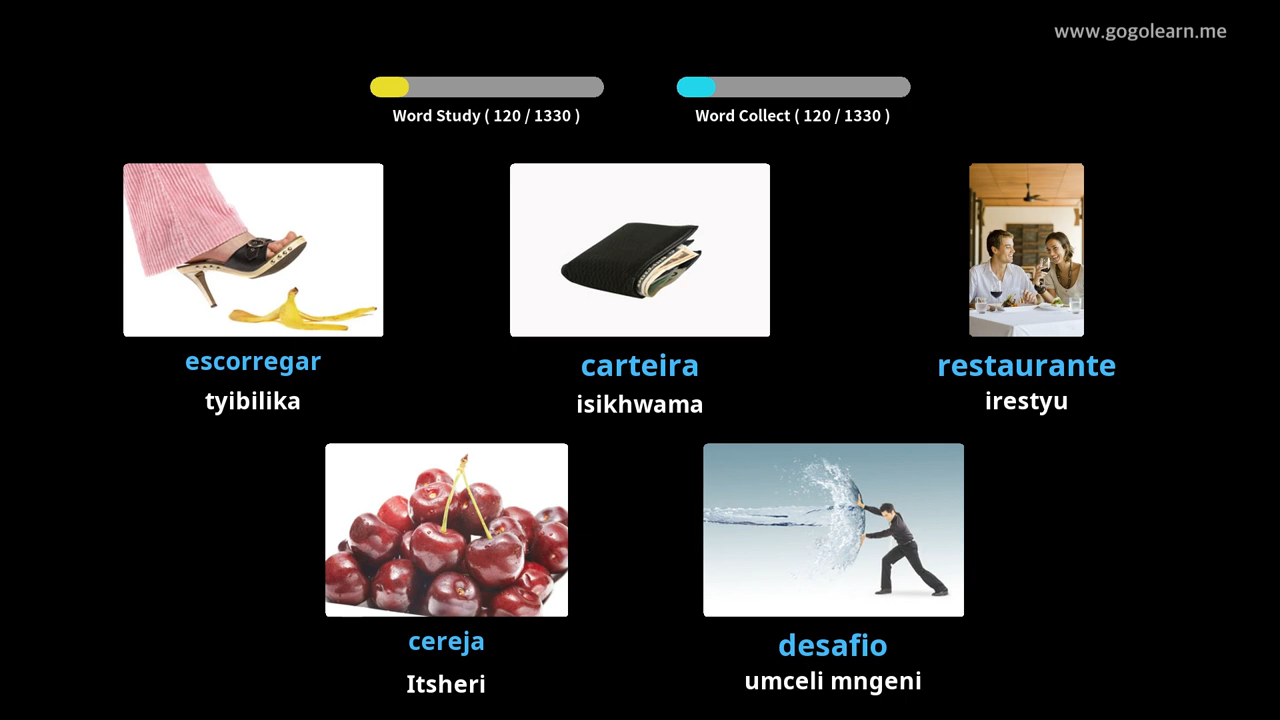 www.gogolearn.me
Word Study ( 120 / 1330 )
Word Collect ( 120 / 1330 )
escorregar
tyibilika
carteira
isikhwama
restaurante
irestyu
cereja
Itsheri
desafio
umceli mngeni